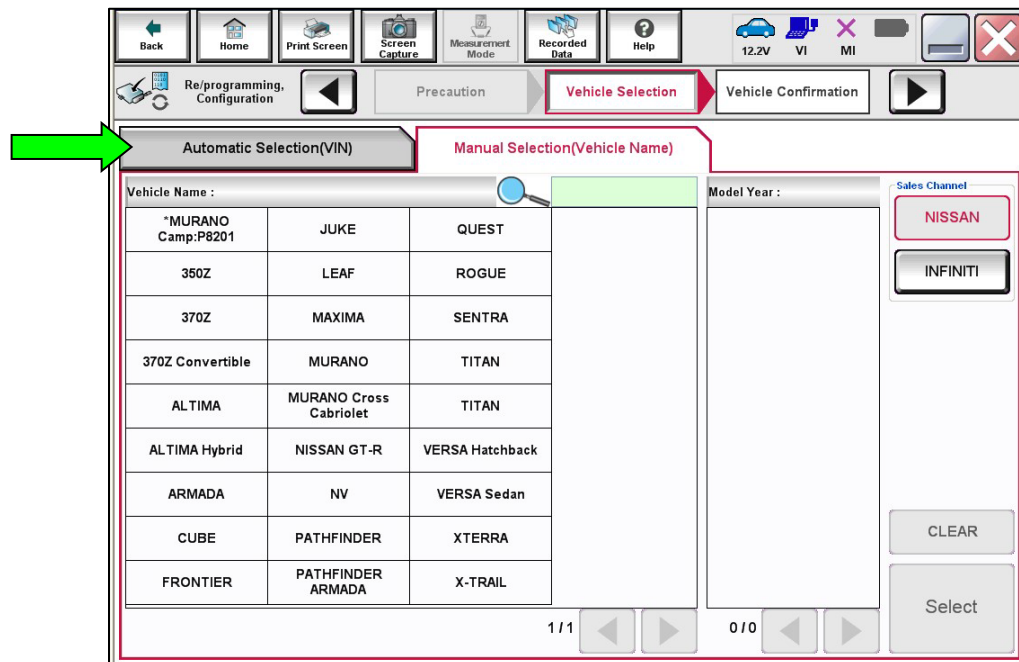 Back
Home
Print Screen
Screen
Capture
Measurement
Mode
Recorded
Data
Help
12.2V
VI
MI
Re/programming,
Configuration
Precaution
Vehicle Selection
Vehicle Confirmation
Automatic Selection(VIN)
Manual Selection(Vehicle Name)
Vehicle Name :
Model Year :
Sales Channel
*MURANO
Camp:P8201
JUKE
QUEST
NISSAN
350Z
LEAF
ROGUE
INFINITI
370Z
MAXIMA
SENTRA
370Z Convertible
MURANO
TITAN
ALTIMA
MURANO Cross
Cabriolet
TITAN
ALTIMA Hybrid
NISSAN GT-R
VERSA Hatchback
ARMADA
NV
VERSA Sedan
CUBE
PATHFINDER
XTERRA
CLEAR
FRONTIER
PATHFINDER
ARMADA
X-TRAIL
Select
1/1
0/0